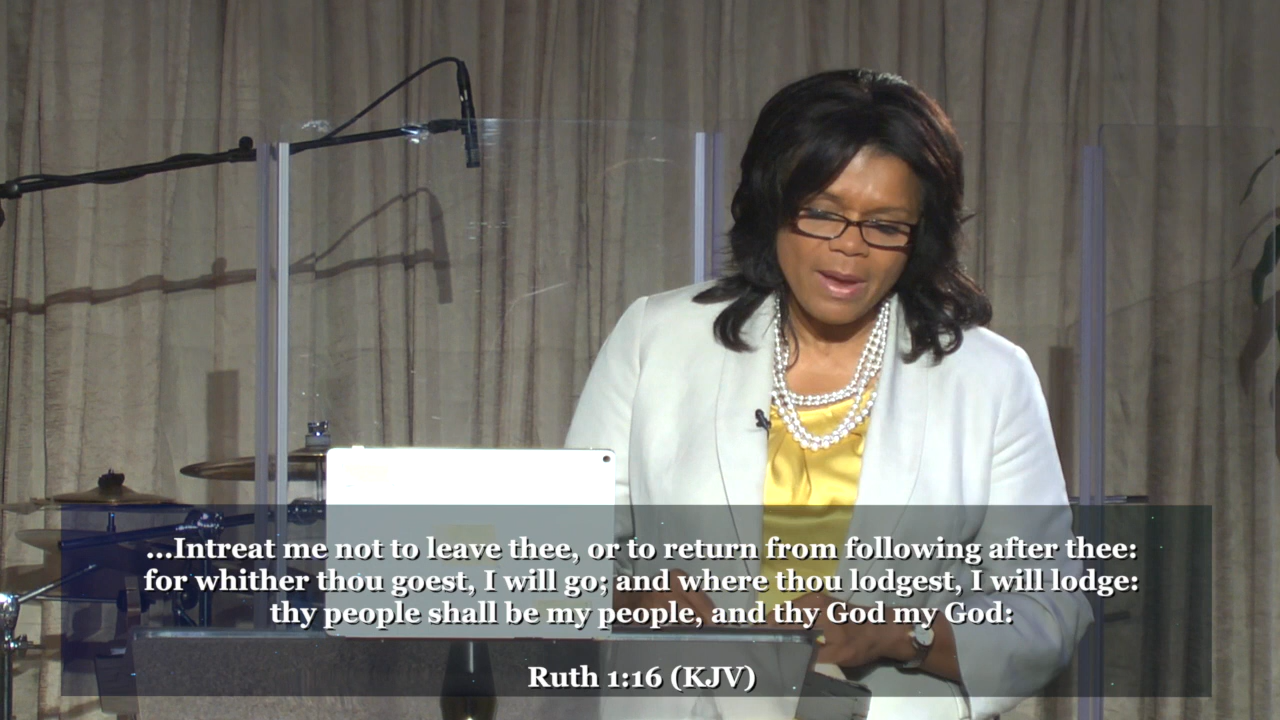 ...Intreat me not to leave thee, or to return from following after thee:
for whither thou goest, I will go; and where thou lodgest, I will lodge:
thy people shall be my people, and thy God my God:
Ruth 1:16 (KJV)